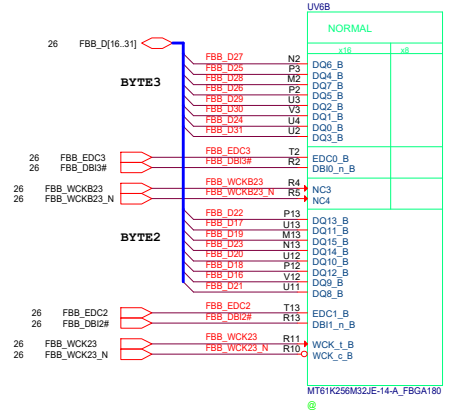 UV6B
NORMAL
x16 x8
26 FBB_D[16..31]
BYTE3
FBB_D27 N2 DQ6_B
FBB_D25 P3 DQ4_B
FBB_D28 M2 DQ7_B
FBB_D26 P2 DQ5_B
FBB_D29 U3 DQ2_B
FBB_D30 V3 DQ1_B
FBB_D24 U4 DQ0_B
FBB_D31 U2 DQ3_B
26 FBB_EDC3 FBB_EDC3 T2 EDC0_B
26 FBB_DBI3# FBB_DBI3# R2 DBI0_n_B
26 FBB_WCKB23 FBB_WCKB23 R4 NC3
26 FBB_WCKB23_N FBB_WCKB23_N R5 NC4
BYTE2
FBB_D22 P13 DQ13_B
FBB_D17 U13 DQ11_B
FBB_D19 M13 DQ15_B
FBB_D23 N13 DQ14_B
FBB_D20 U12 DQ10_B
FBB_D18 P12 DQ12_B
FBB_D16 V12 DQ9_B
FBB_D21 U11 DQ8_B
26 FBB_EDC2 FBB_EDC2 T13 EDC1_B
26 FBB_DBI2# FBB_DBI2# R13 DBI1_n_B
26 FBB_WCK23 FBB_WCK23 R11 WCK_t_B
26 FBB_WCK23_N FBB_WCK23_N R10 WCK_c_B
MT61K256M32JE-14-A_FBGA180
@